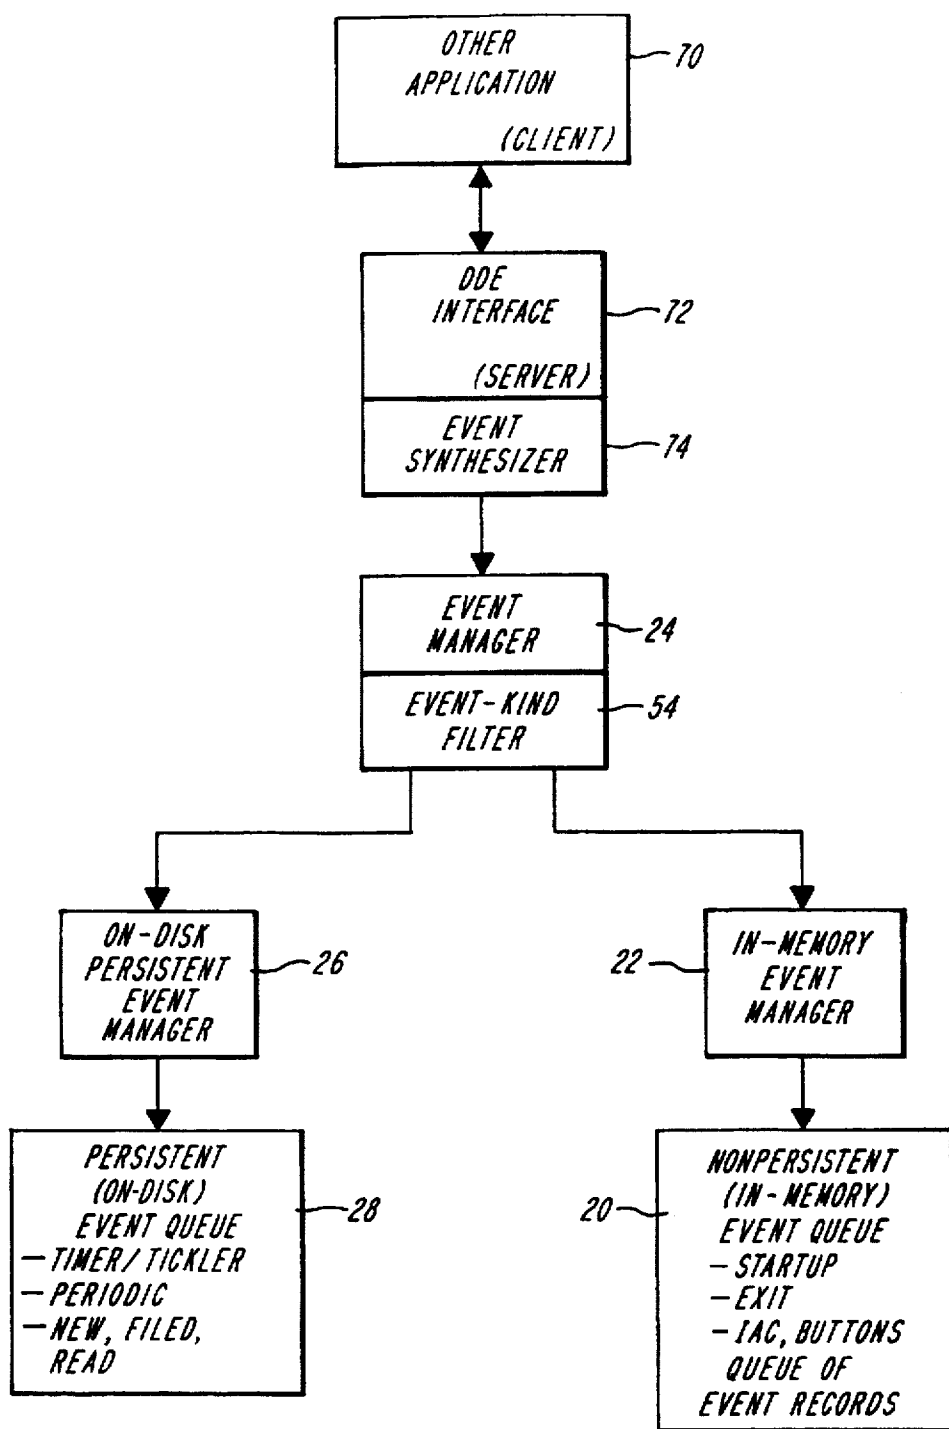 OTHER
APPLICATION
(CLIENT)
70
DDE
INTERFACE
(SERVER)
72
EVENT
SYNTHESIZER
74
EVENT
MANAGER
24
EVENT-KIND
FILTER
54
ON-DISK
PERSISTENT
EVENT
MANAGER
26
22
IN-MEMORY
EVENT
MANAGER
PERSISTENT
(ON-DISK)
EVENT QUEUE
— TIMER/TICKLER
— PERIODIC
— NEW, FILED,
READ
28
20
NONPERSISTENT
(IN-MEMORY)
EVENT QUEUE
— STARTUP
— EXIT
— IAC, BUTTONS
QUEUE OF
EVENT RECORDS